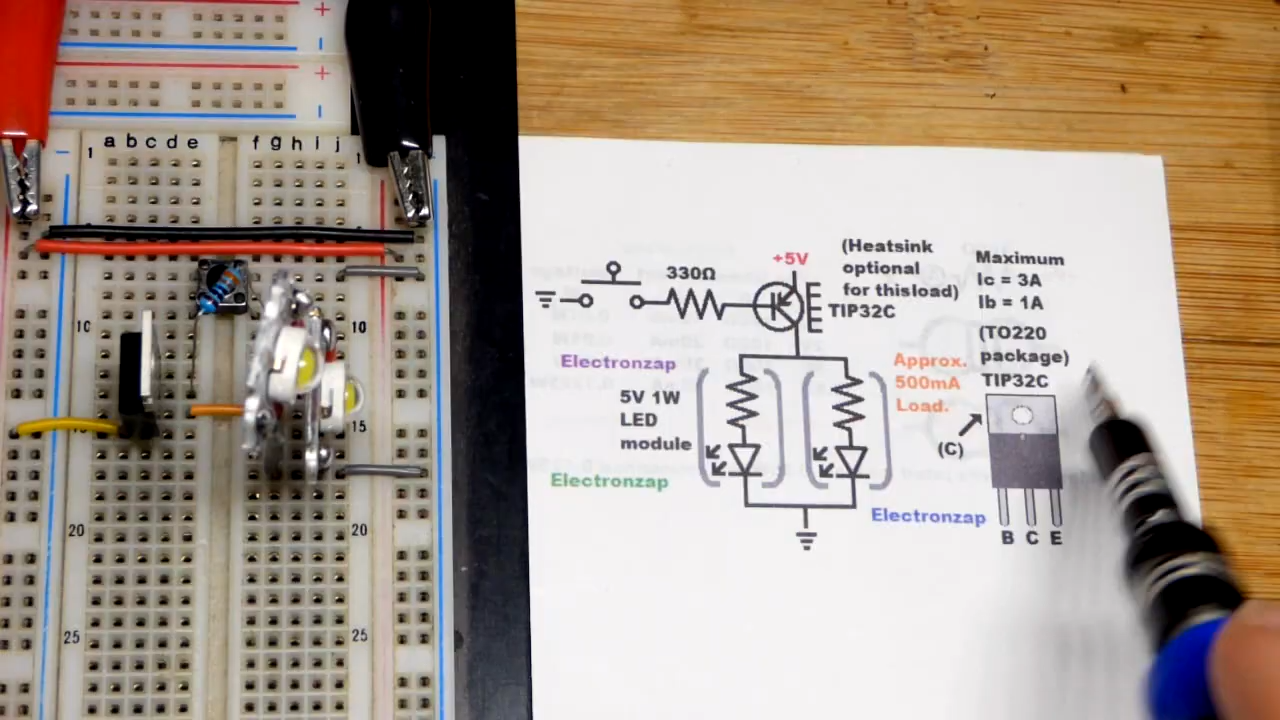 +
+
a b c d e f g h i j
1 1
10 10
15
20 20
25 25
330Ω
+5V
(Heatsink
optional
for thisload)
TIP32C
Maximum
Ic = 3A
Ib = 1A
(TO220
package)
TIP32C
Electronzap
5V 1W
LED
module
Approx.
500mA
Load.
(C)
Electronzap
Electronzap
B C E